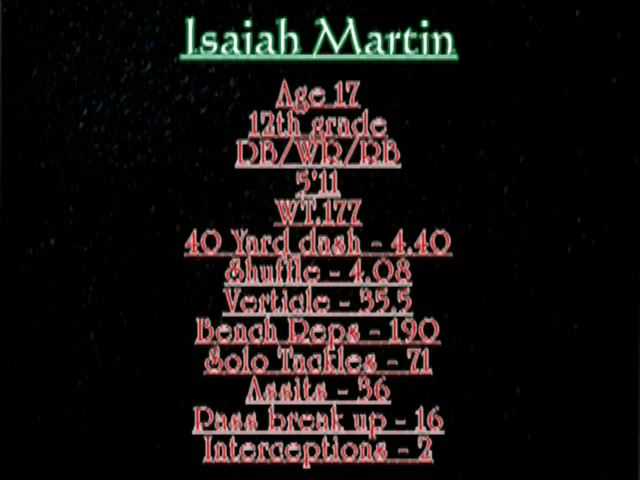 Isaiah Martin
Age 17
12th grade
DB/WR/RB
5'11
WT.177
40 Yard dash - 4.40
Shuffle - 4.08
Verticle - 35.5
Bench Reps - 190
Solo Tackles - 71
Assits - 36
Pass break up - 16
Interceptions - 2